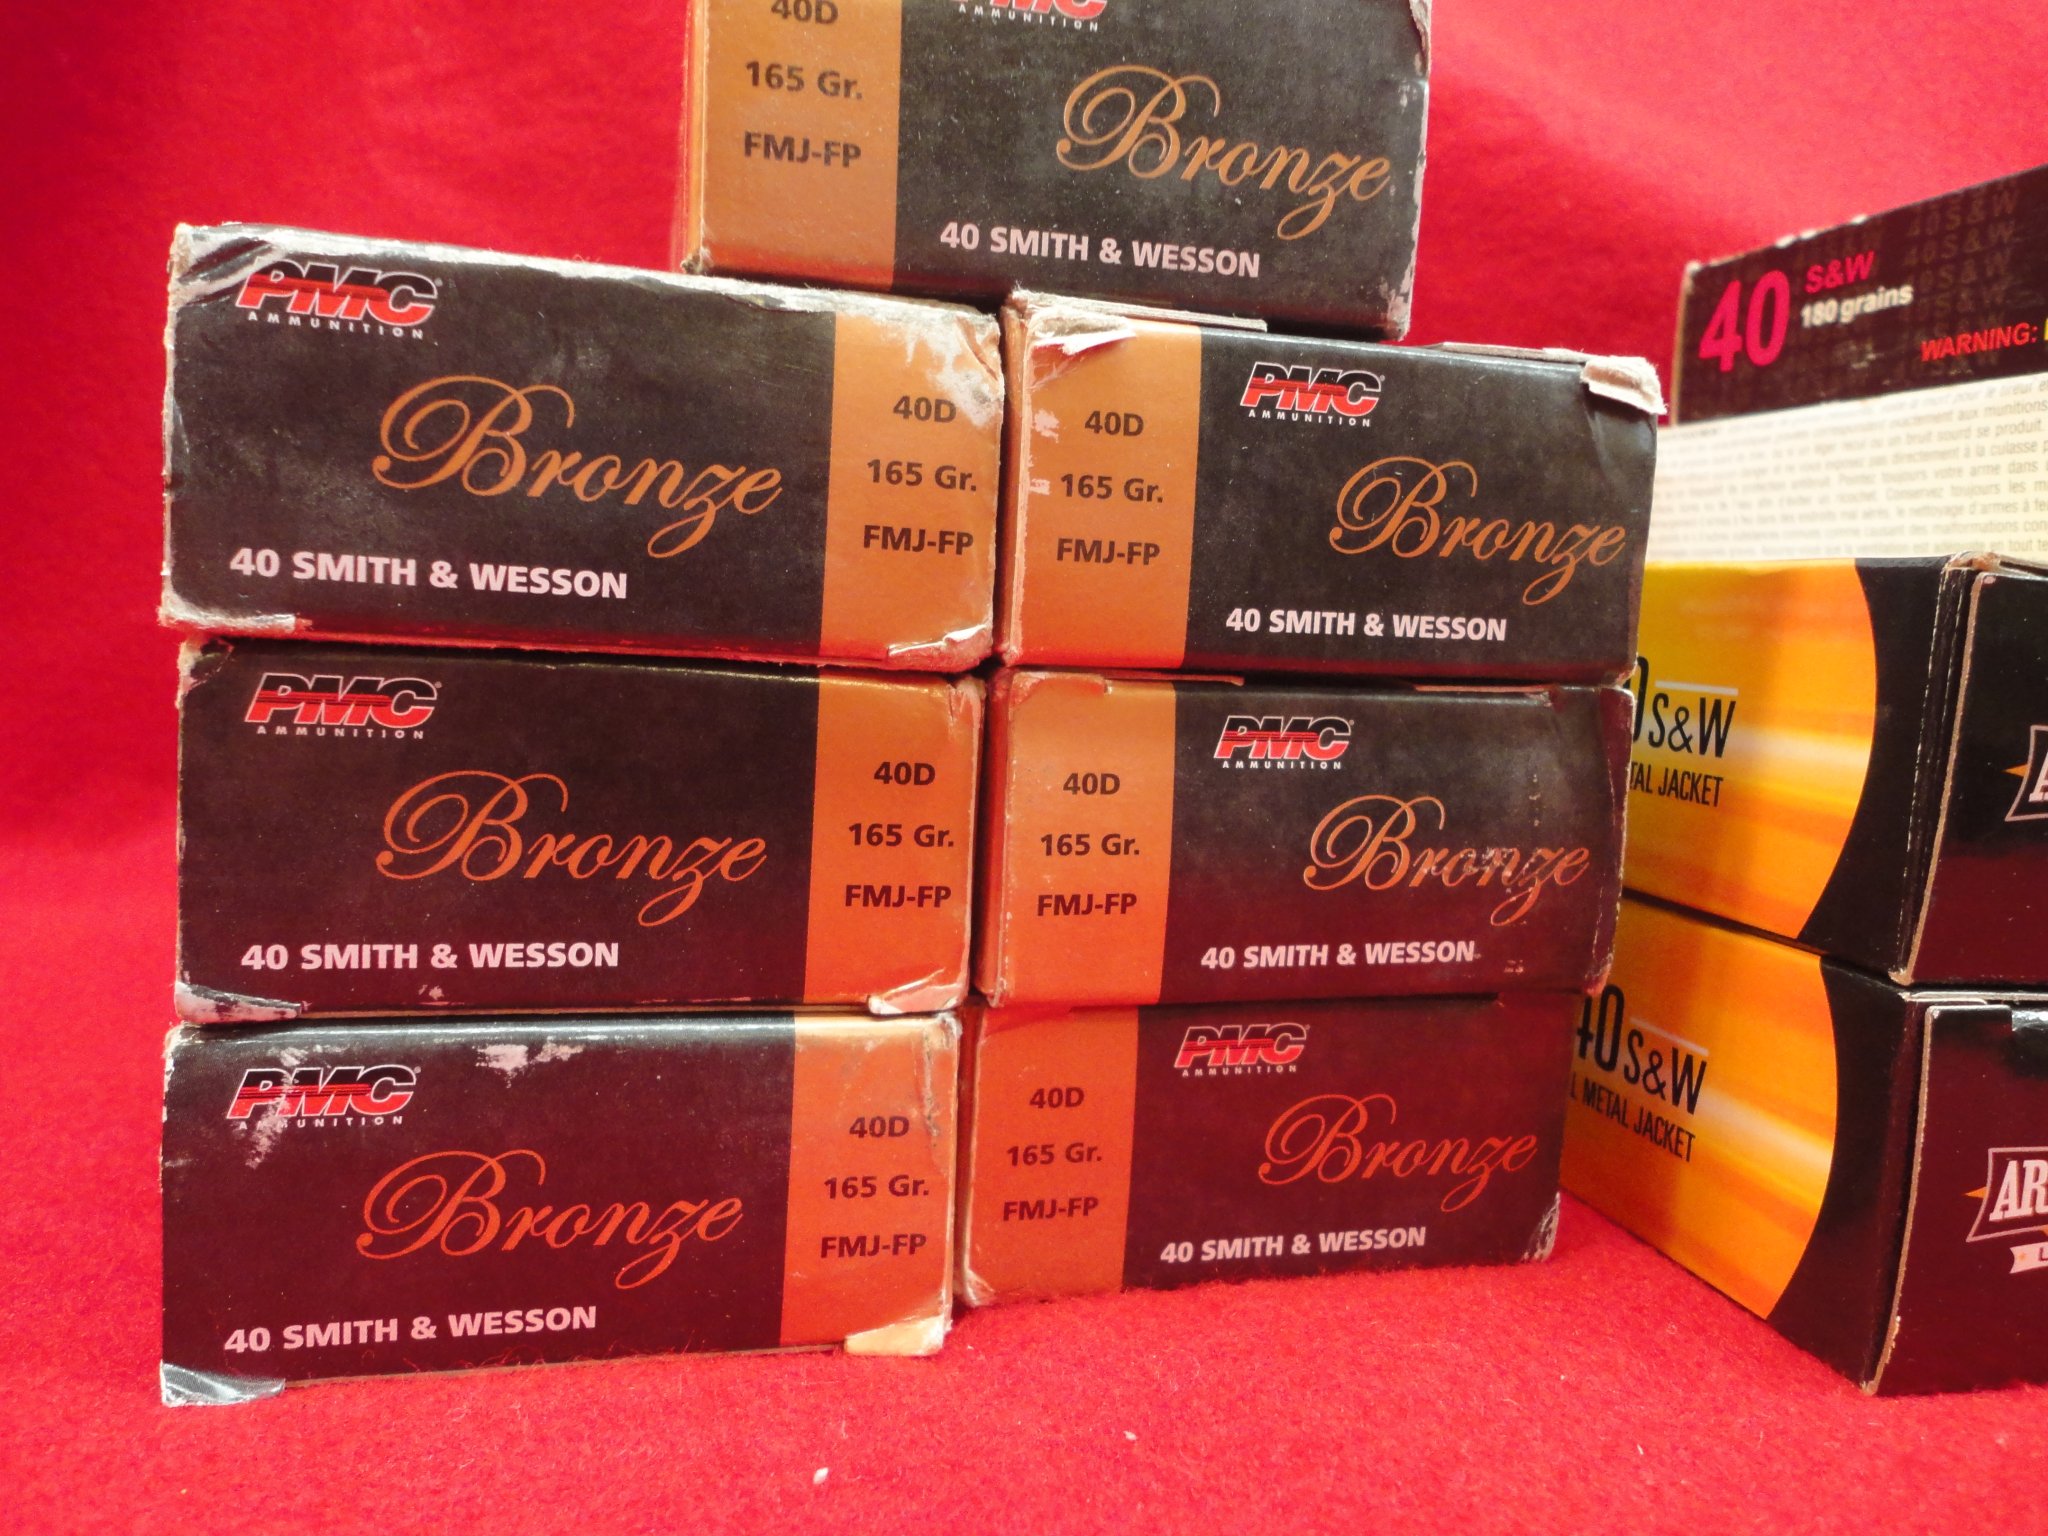 40D
165 Gr.
FMJ-FP
PMC
AMMUNITION
Bronze
40 SMITH & WESSON
PMC
AMMUNITION
Bronze
40 SMITH & WESSON
40D
165 Gr.
FMJ-FP
40D
165 Gr.
FMJ-FP
PMC
AMMUNITION
Bronze
40 SMITH & WESSON
PMC
AMMUNITION
Bronze
40 SMITH & WESSON
40D
165 Gr.
FMJ-FP
40D
165 Gr.
FMJ-FP
PMC
AMMUNITION
Bronze
40 SMITH & WESSON
PMC
AMMUNITION
Bronze
40 SMITH & WESSON
40D
165 Gr.
FMJ-FP
40D
165 Gr.
FMJ-FP
PMC
AMMUNITION
Bronze
40 SMITH & WESSON
40 S&W
180 grains
WARNING:
40S&W
40S&W
S&W
JACKET
40 S&W
METAL JACKET
AR